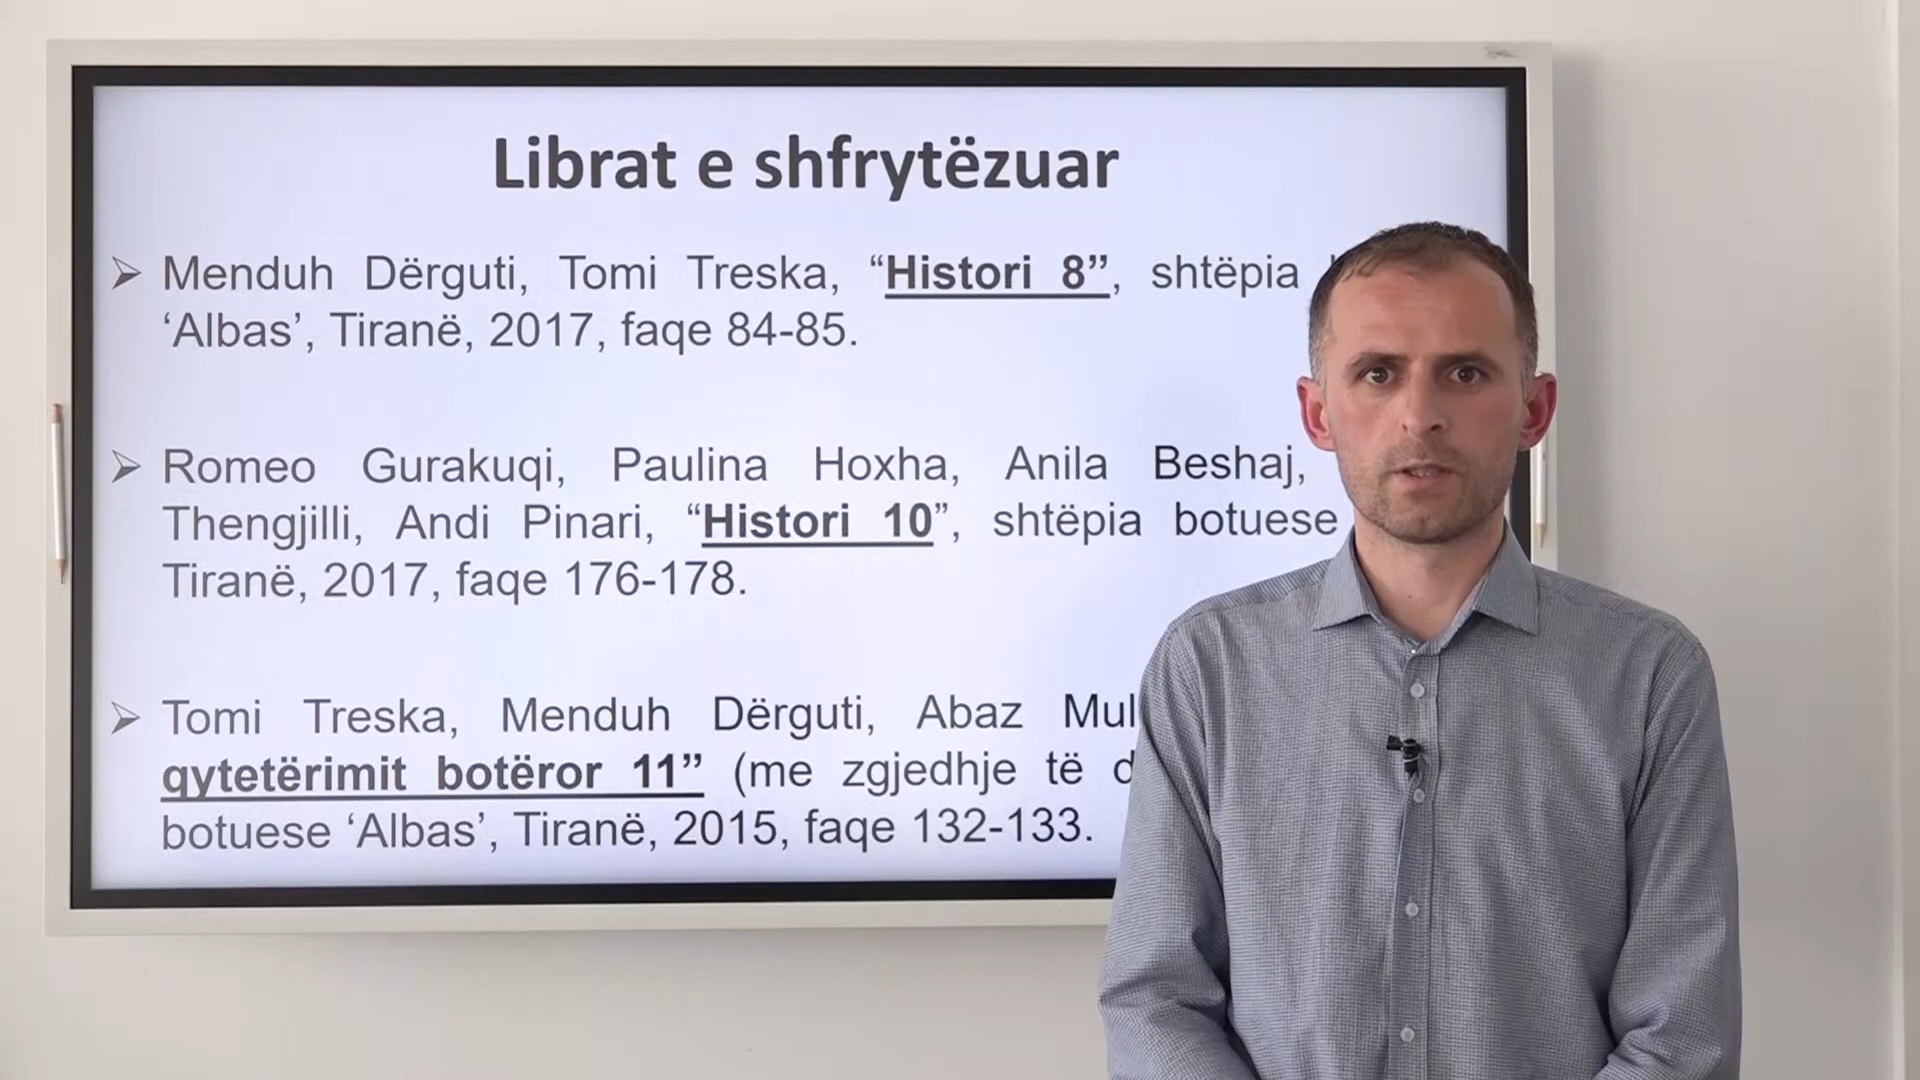 Librat e shfrytëzuar
➢ Menduh Dërguti, Tomi Treska, “Histori 8”, shtëpia
‘Albas’, Tiranë, 2017, faqe 84-85.
➢ Romeo Gurakuqi, Paulina Hoxha, Anila Beshaj,
Thengjilli, Andi Pinari, “Histori 10”, shtëpia botuese
Tiranë, 2017, faqe 176-178.
➢ Tomi Treska, Menduh Dërguti, Abaz
qytetërimit botëror 11” (me zgjedhje të
botuese ‘Albas’, Tiranë, 2015, faqe 132-133.